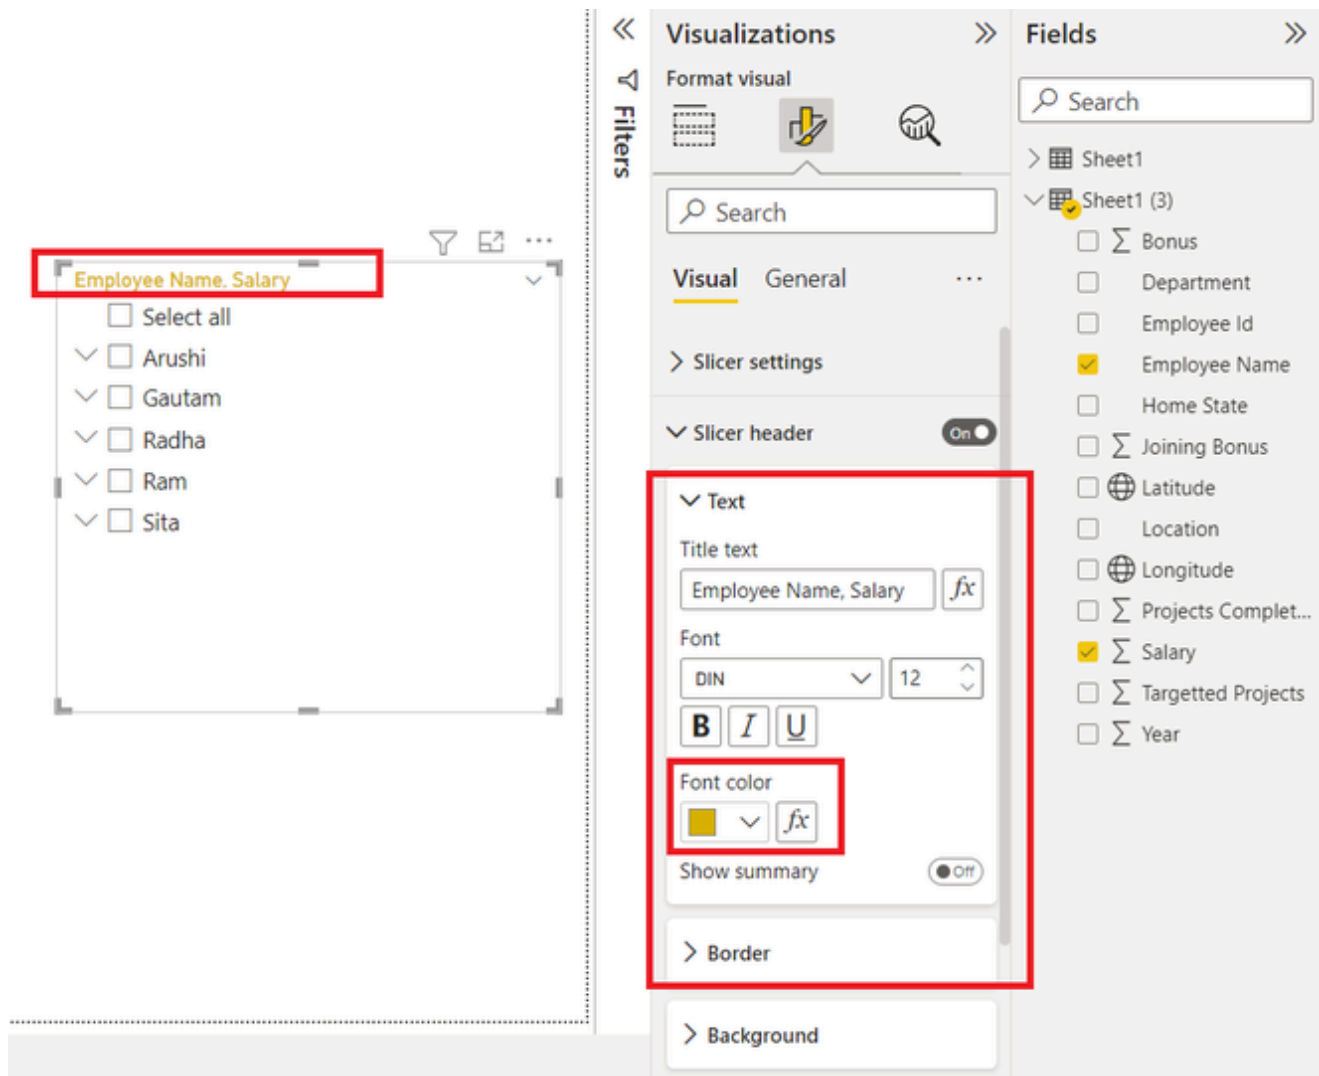 Employee Name, Salary
Select all
Arushi
Gautam
Radha
Ram
Sita
Filters
Visualizations
Format visual
Search
Visual General
Slicer settings
Slicer header On
Text
Title text
Employee Name, Salary fx
Font
DIN 12
B I U
Font color
fx
Show summary Off
Border
Background
Fields
Search
Sheet1
Sheet1 (3)
Σ Bonus
Department
Employee Id
Employee Name
Home State
Σ Joining Bonus
Latitude
Location
Longitude
Σ Projects Complet...
Σ Salary
Σ Targetted Projects
Σ Year